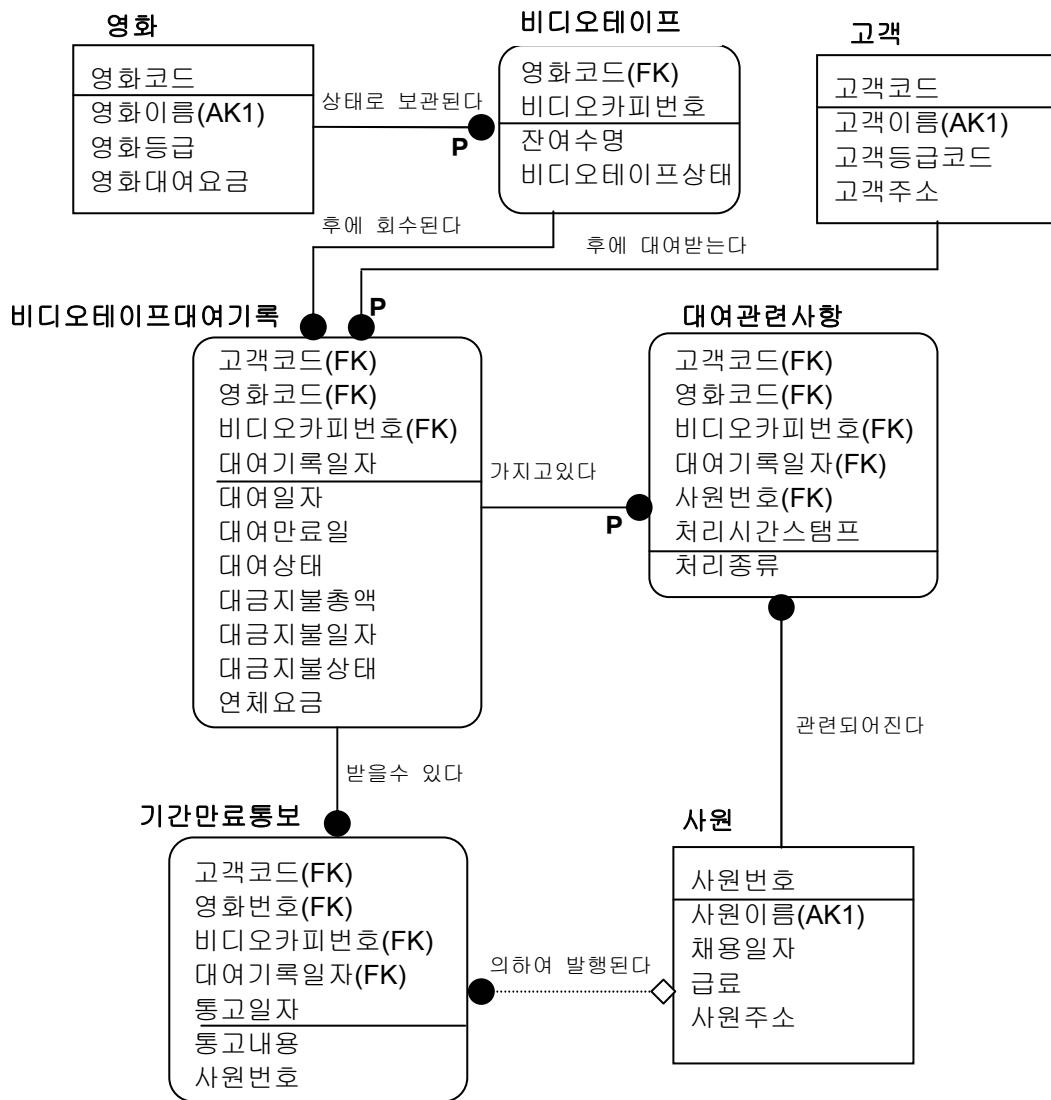 영화
영화코드
영화이름(AK1)
영화등급
영화대여요금
상태로 보관된다
P
비디오테이프
영화코드(FK)
비디오카피번호
잔여수명
비디오테이프상태
고객
고객코드
고객이름(AK1)
고객등급코드
고객주소
후에 회수된다
후에 대여받는다
P
비디오테이프대여기록
고객코드(FK)
영화코드(FK)
비디오카피번호(FK)
대여기록일자
대여일자
대여만료일
대여상태
대금지불총액
대금지불일자
대금지불상태
연체요금
가지고있다
P
대여관련사항
고객코드(FK)
영화코드(FK)
비디오카피번호(FK)
대여기록일자(FK)
사원번호(FK)
처리시간스탬프
처리종류
받을수 있다
관련되어진다
기간만료통보
고객코드(FK)
영화번호(FK)
비디오카피번호(FK)
대여기록일자(FK)
통고일자
통고내용
사원번호
의하여 발행된다
사원
사원번호
사원이름(AK1)
채용일자
급료
사원주소